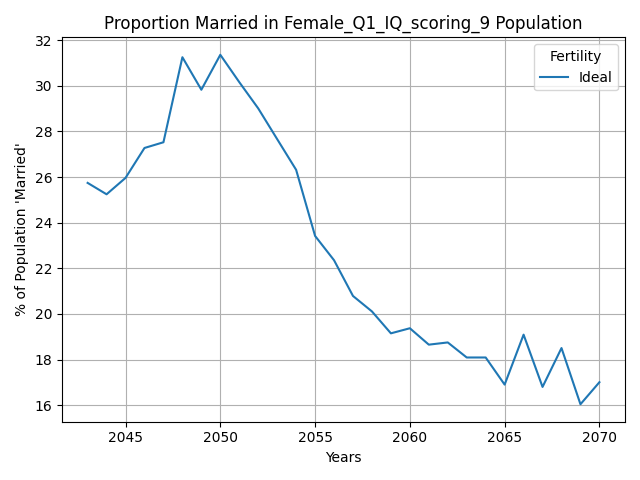 Proportion Married in Female_Q1_IQ_scoring_9 Population
Fertility
Ideal
% of Population 'Married'
32
30
28
26
24
22
20
18
16
2045 2050 2055 2060 2065 2070
Years